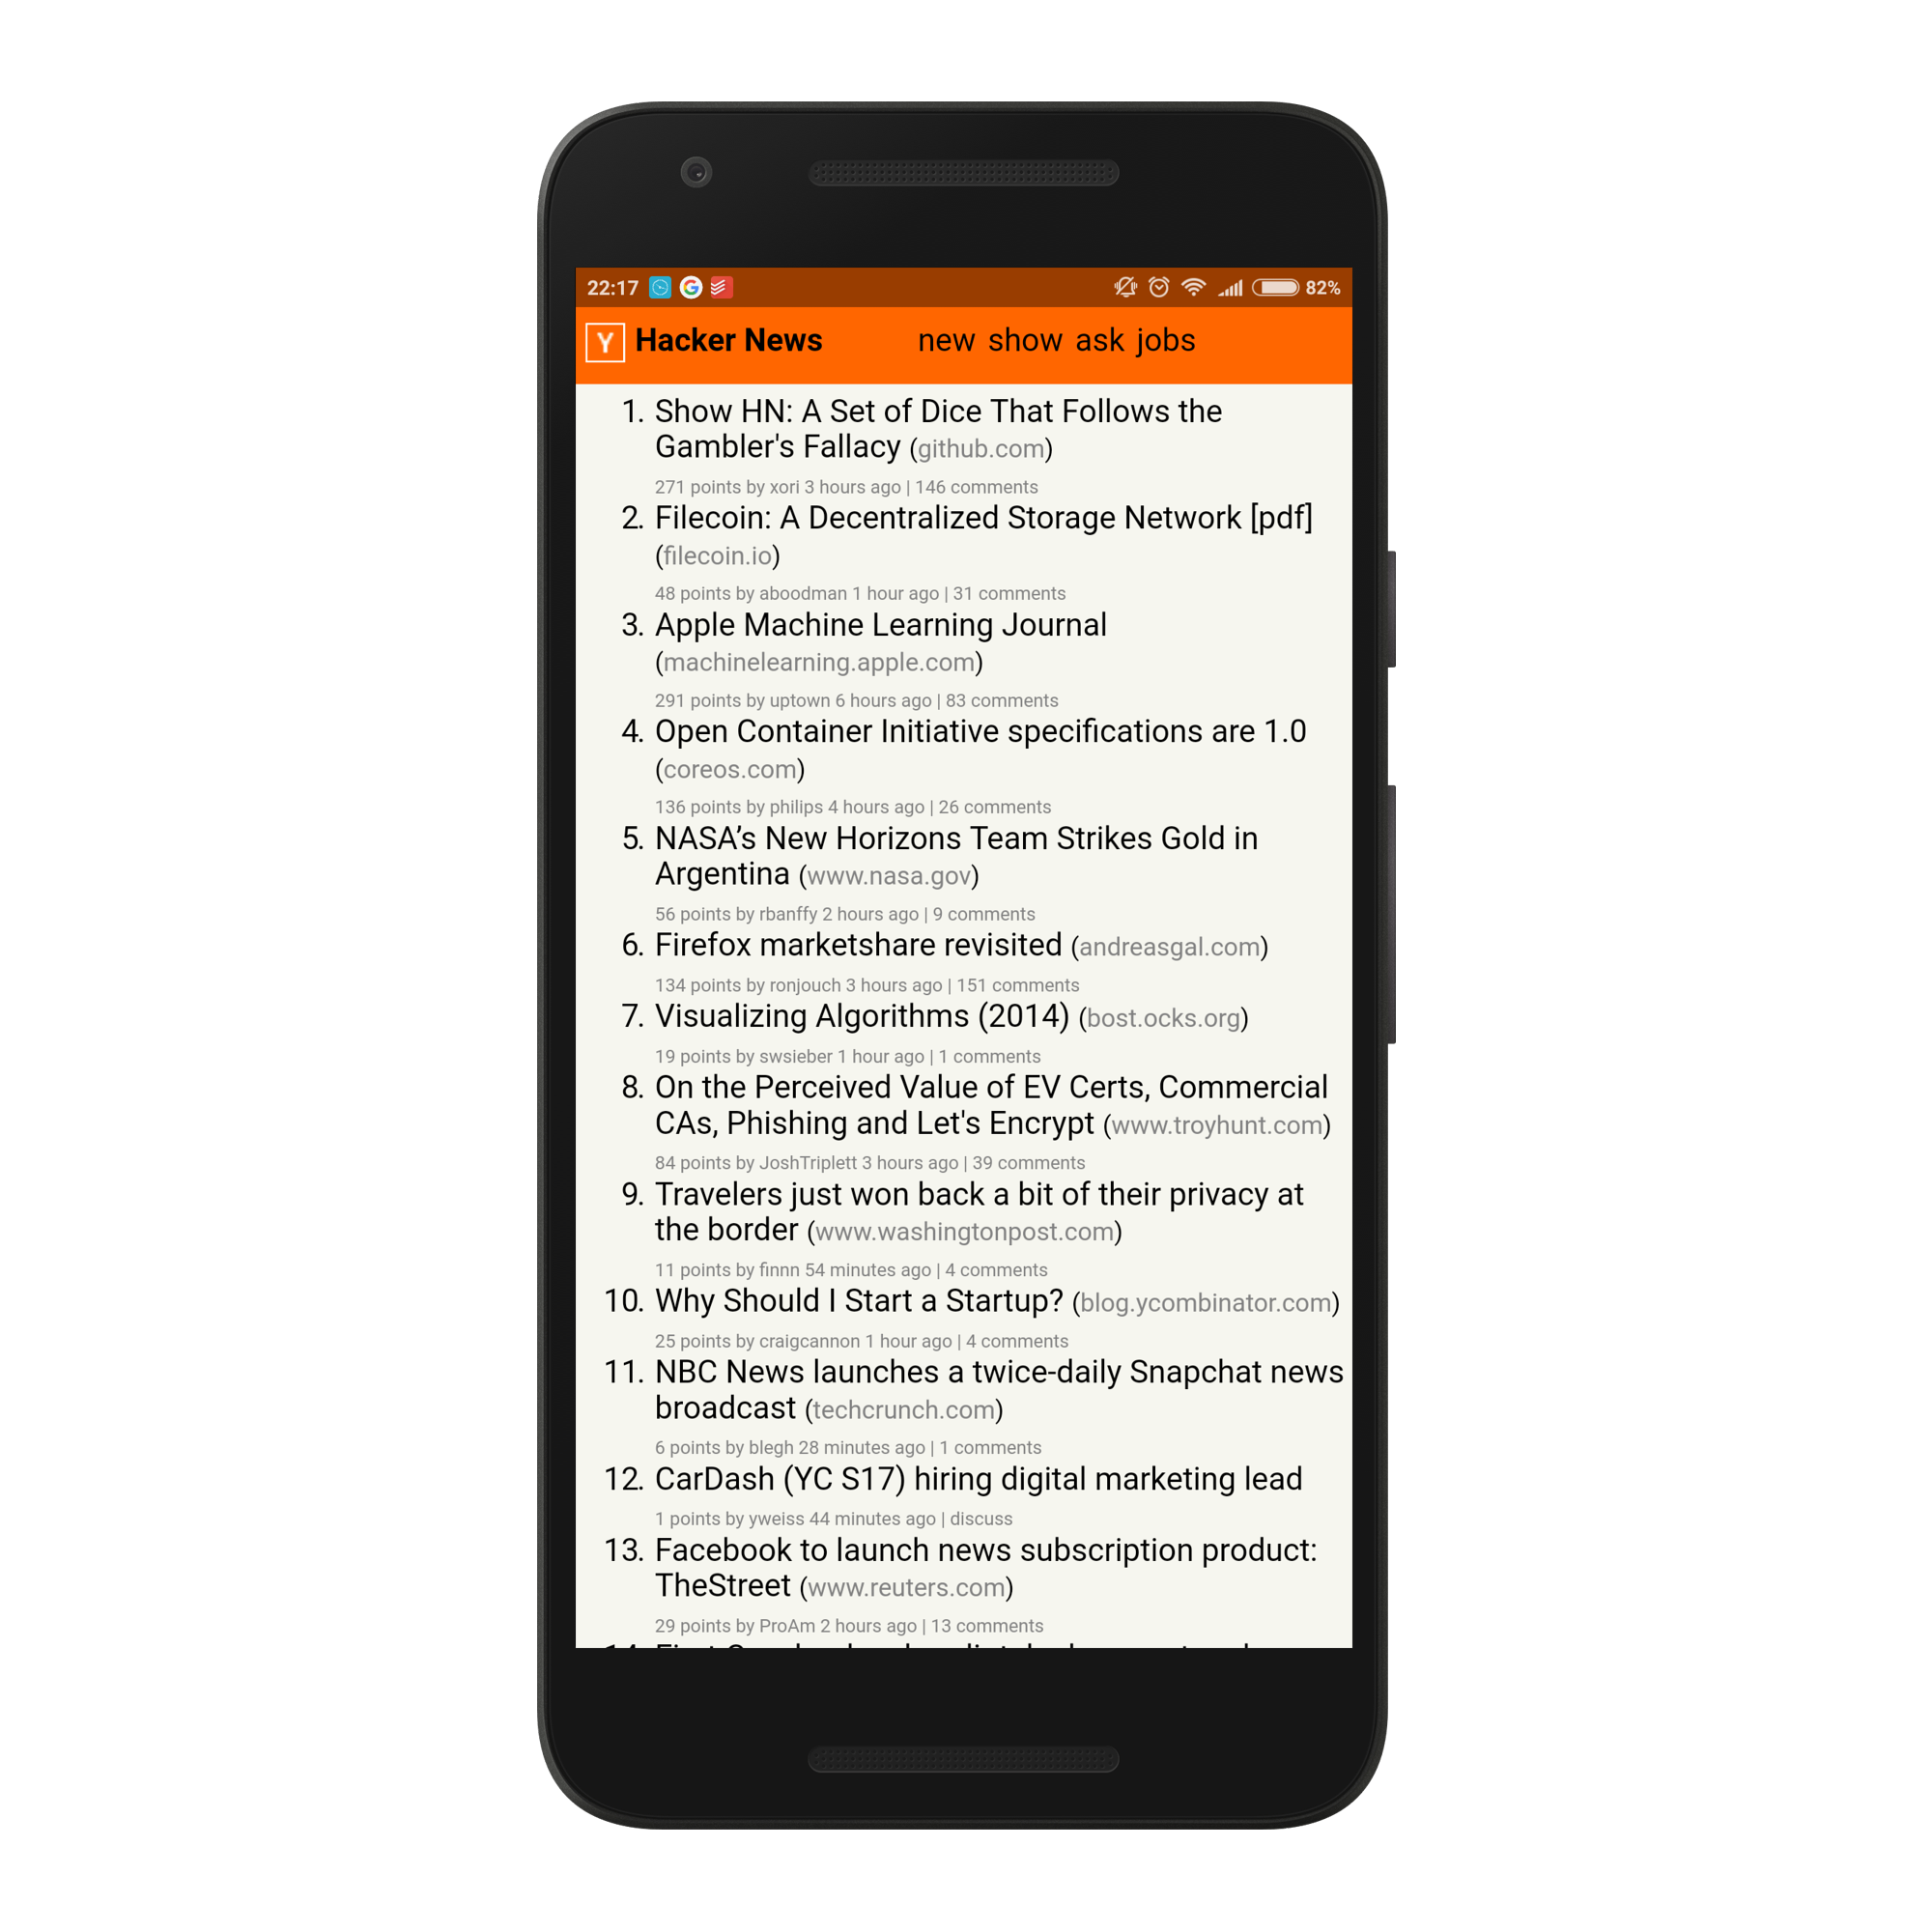 22:17 82%
Y Hacker News new show ask jobs
1. Show HN: A Set of Dice That Follows the
Gambler's Fallacy (github.com)
271 points by xori 3 hours ago | 146 comments
2. Filecoin: A Decentralized Storage Network [pdf]
(filecoin.io)
48 points by aboodman 1 hour ago | 31 comments
3. Apple Machine Learning Journal
(machinelearning.apple.com)
291 points by uptown 6 hours ago | 83 comments
4. Open Container Initiative specifications are 1.0
(coreos.com)
136 points by philips 4 hours ago | 26 comments
5. NASA’s New Horizons Team Strikes Gold in
Argentina (www.nasa.gov)
56 points by rbanffy 2 hours ago | 9 comments
6. Firefox marketshare revisited (andreasgal.com)
134 points by ronjouch 3 hours ago | 151 comments
7. Visualizing Algorithms (2014) (bost.ocks.org)
19 points by swsieber 1 hour ago | 1 comments
8. On the Perceived Value of EV Certs, Commercial
CAs, Phishing and Let's Encrypt (www.troyhunt.com)
84 points by JoshTriplett 3 hours ago | 39 comments
9. Travelers just won back a bit of their privacy at
the border (www.washingtonpost.com)
11 points by finnn 54 minutes ago | 4 comments
10. Why Should I Start a Startup? (blog.ycombinator.com)
25 points by craigcannon 1 hour ago | 4 comments
11. NBC News launches a twice-daily Snapchat news
broadcast (techcrunch.com)
6 points by blegh 28 minutes ago | 1 comments
12. CarDash (YC S17) hiring digital marketing lead
1 points by yweiss 44 minutes ago | discuss
13. Facebook to launch news subscription product:
TheStreet (www.reuters.com)
29 points by ProAm 2 hours ago | 13 comments